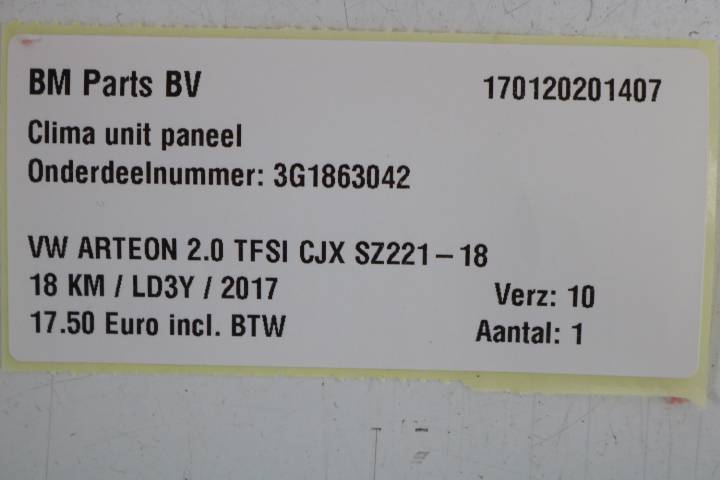 BM Parts BV 170120201407
Clima unit paneel
Onderdeelnummer: 3G1863042
VW ARTEON 2.0 TFSI CJX SZ221-18
18 KM / LD3Y / 2017 Verz: 10
17.50 Euro incl. BTW Aantal: 1